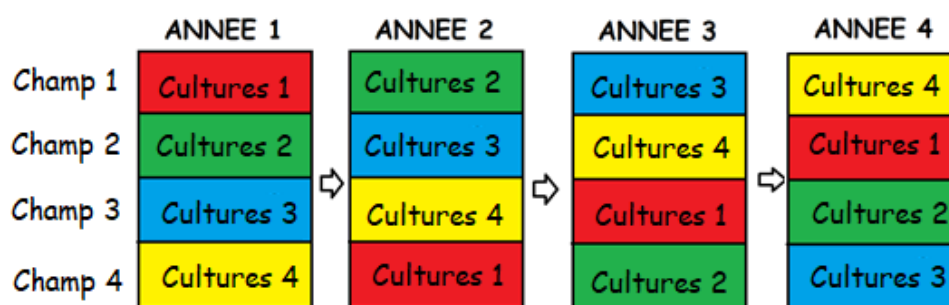 ANNEE 1 ANNEE 2 ANNEE 3 ANNEE 4
Champ 1 Cultures 1 Cultures 2 Cultures 3 Cultures 4
Champ 2 Cultures 2 Cultures 3 Cultures 4 Cultures 1
Champ 3 Cultures 3 Cultures 4 Cultures 1 Cultures 2
Champ 4 Cultures 4 Cultures 1 Cultures 2 Cultures 3